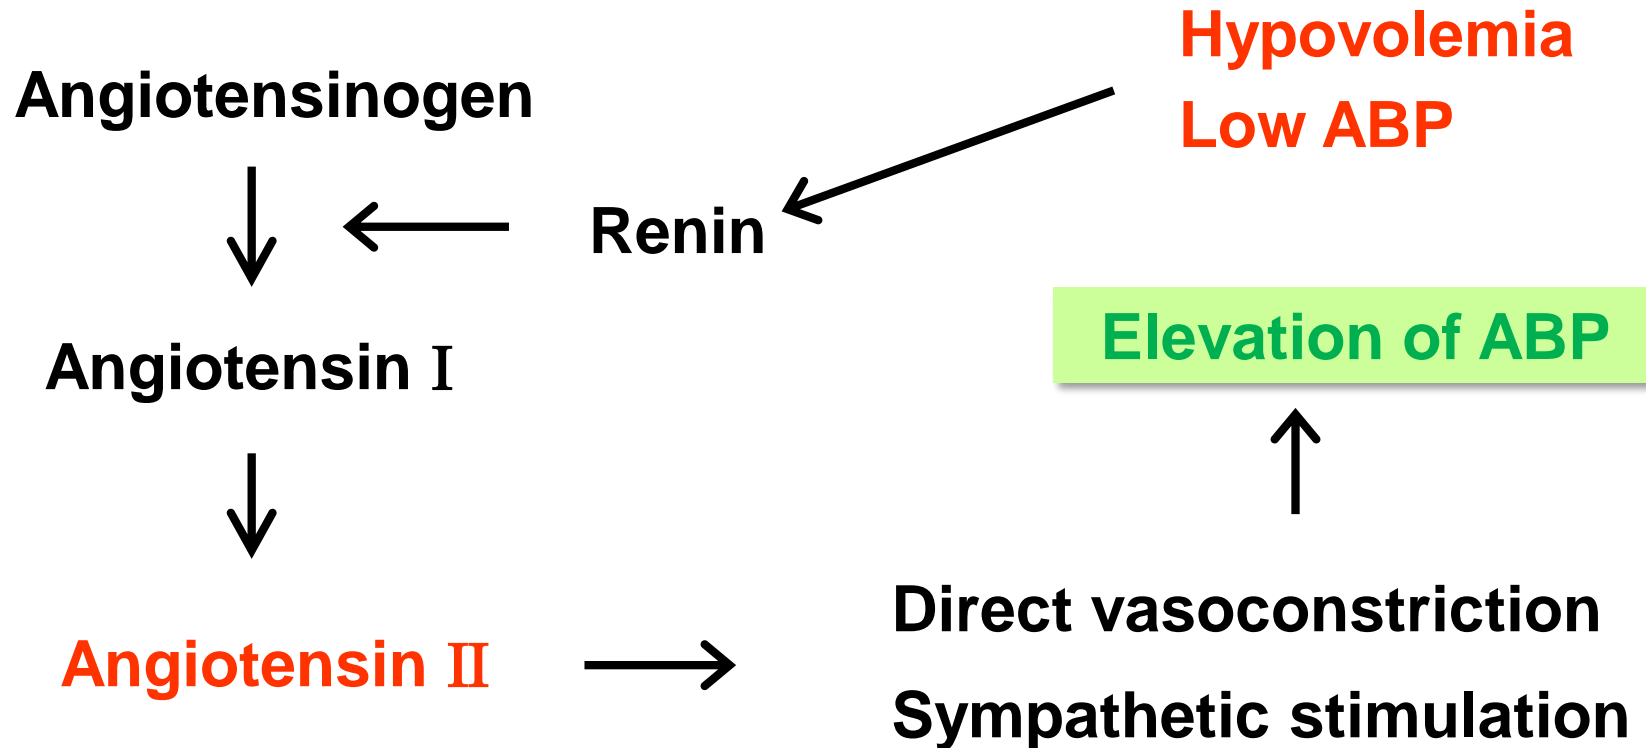 Hypovolemia
Low ABP
Angiotensinogen
Renin
Angiotensin I
Elevation of ABP
Angiotensin II
Direct vasoconstriction
Sympathetic stimulation